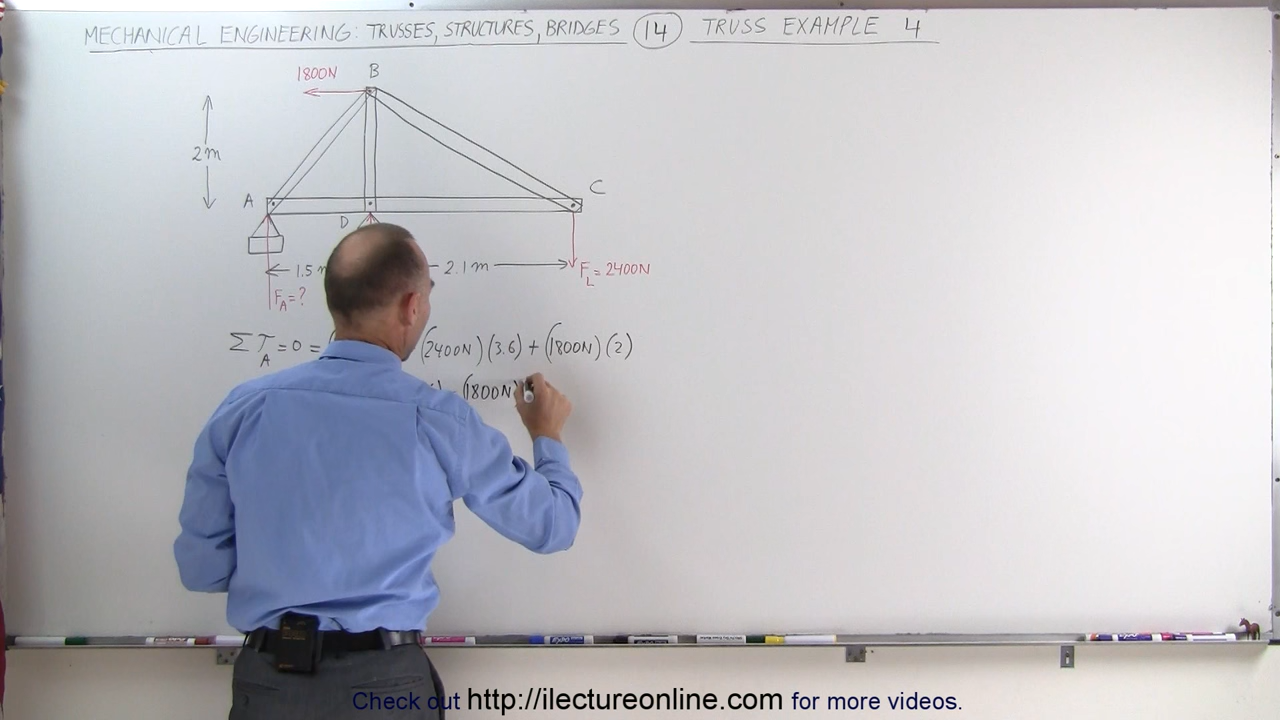 MECHANICAL ENGINEERING: TRUSSES, STRUCTURES, BRIDGES 14 TRUSS EXAMPLE 4
1800N B
2m
A C
D
1.5 2.1m F_L = 2400N
F_A = ?
Σ T_A = 0 = (2400N)(3.6) + (1800N)(2)
(1800N)
Check out http://ilectureonline.com for more videos.